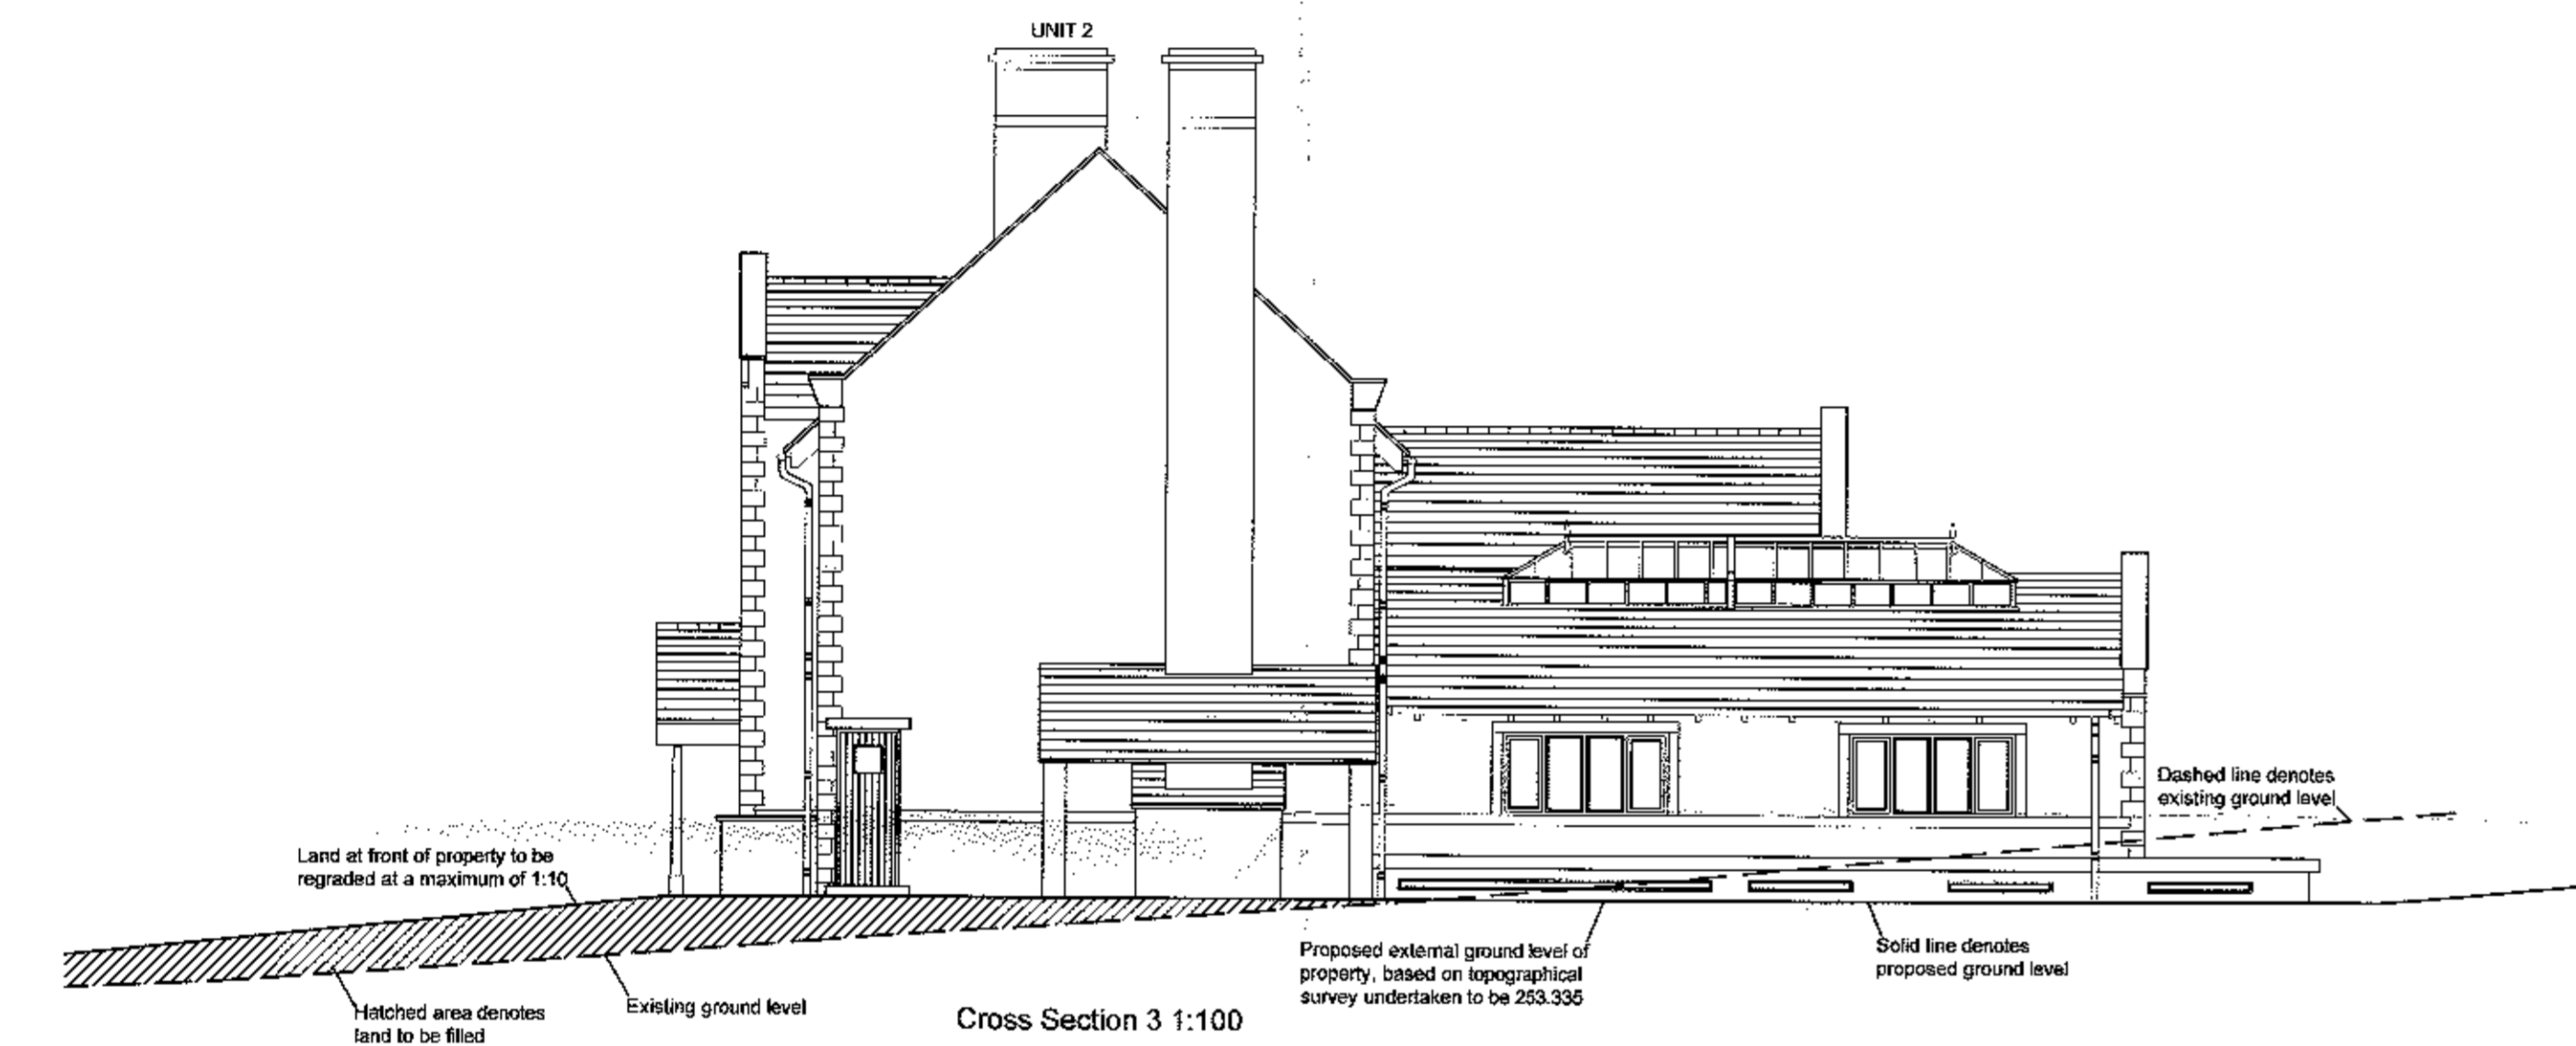 UNIT 2
Dashed line denotes
existing ground level
Land at front of property to be
regraded at a maximum of 1:10
Proposed external ground level of
property, based on topographical
survey undertaken to be 253.335
Solid line denotes
proposed ground level
Hatched area denotes
land to be filled
Existing ground level
Cross Section 3 1:100